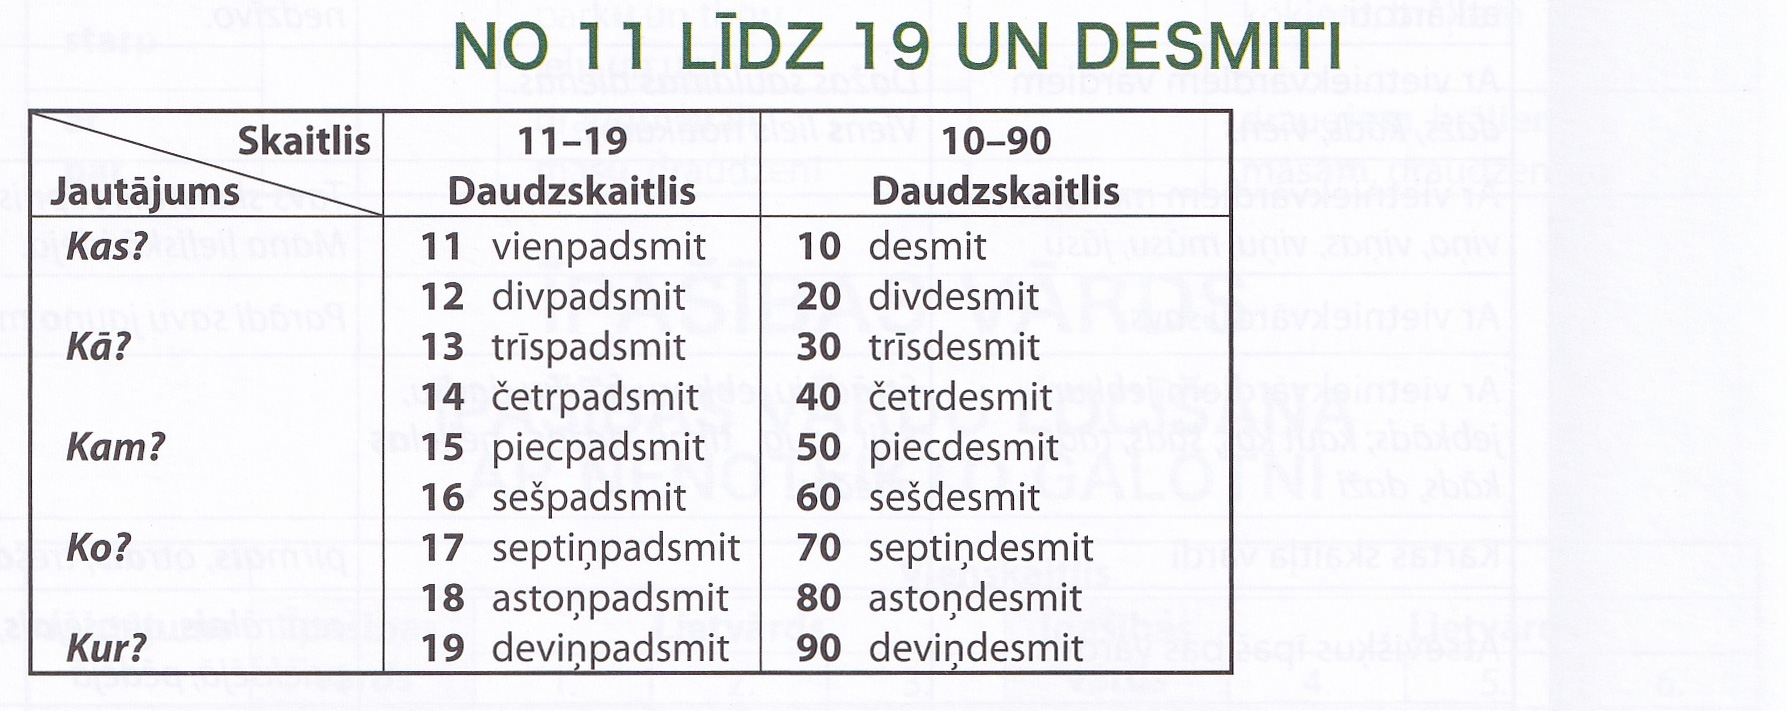 NO 11 LĪDZ 19 UN DESMITI
Skaitlis 11–19 10–90
Jautājums Daudzskaitlis Daudzskaitlis
Kas? 11 vienpadsmit 10 desmit
12 divpadsmit 20 divdesmit
Kā? 13 trīspadsmit 30 trīsdesmit
14 četrpadsmit 40 četrdesmit
Kam? 15 piecpadsmit 50 piecdesmit
16 sešpadsmit 60 sešdesmit
Ko? 17 septiņpadsmit 70 septiņdesmit
18 astoņpadsmit 80 astoņdesmit
Kur? 19 deviņpadsmit 90 deviņdesmit